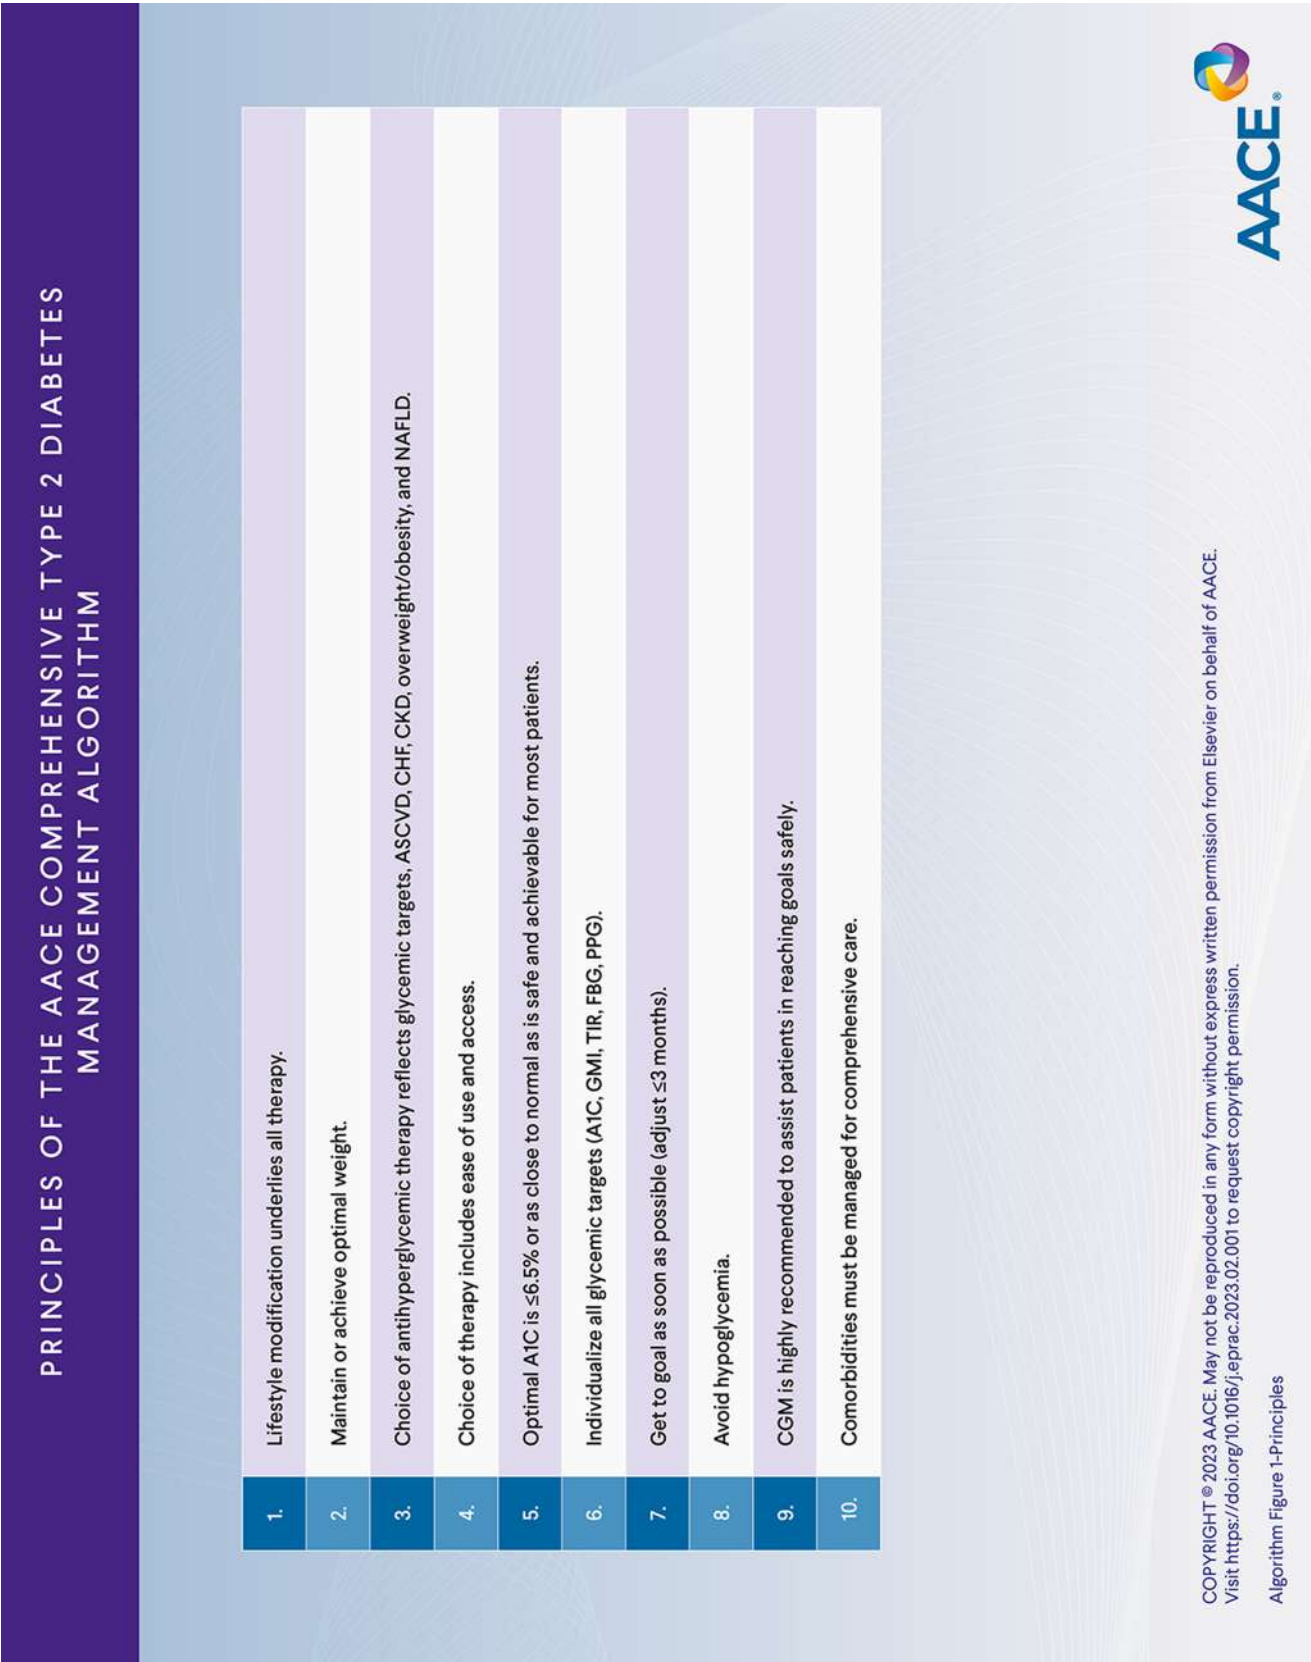 PRINCIPLES OF THE AACE COMPREHENSIVE TYPE 2 DIABETES
MANAGEMENT ALGORITHM
1. Lifestyle modification underlies all therapy.
2. Maintain or achieve optimal weight.
3. Choice of antihyperglycemic therapy reflects glycemic targets, ASCVD, CHF, CKD, overweight/obesity, and NAFLD.
4. Choice of therapy includes ease of use and access.
5. Optimal A1C is ≤6.5% or as close to normal as is safe and achievable for most patients.
6. Individualize all glycemic targets (A1C, GMI, TIR, FBG, PPG).
7. Get to goal as soon as possible (adjust ≤3 months).
8. Avoid hypoglycemia.
9. CGM is highly recommended to assist patients in reaching goals safely.
10. Comorbidities must be managed for comprehensive care.
COPYRIGHT © 2023 AACE. May not be reproduced in any form without express written permission from Elsevier on behalf of AACE.
Visit https://doi.org/10.1016/j.eprac.2023.02.001 to request copyright permission.
Algorithm Figure 1-Principles
AACE®